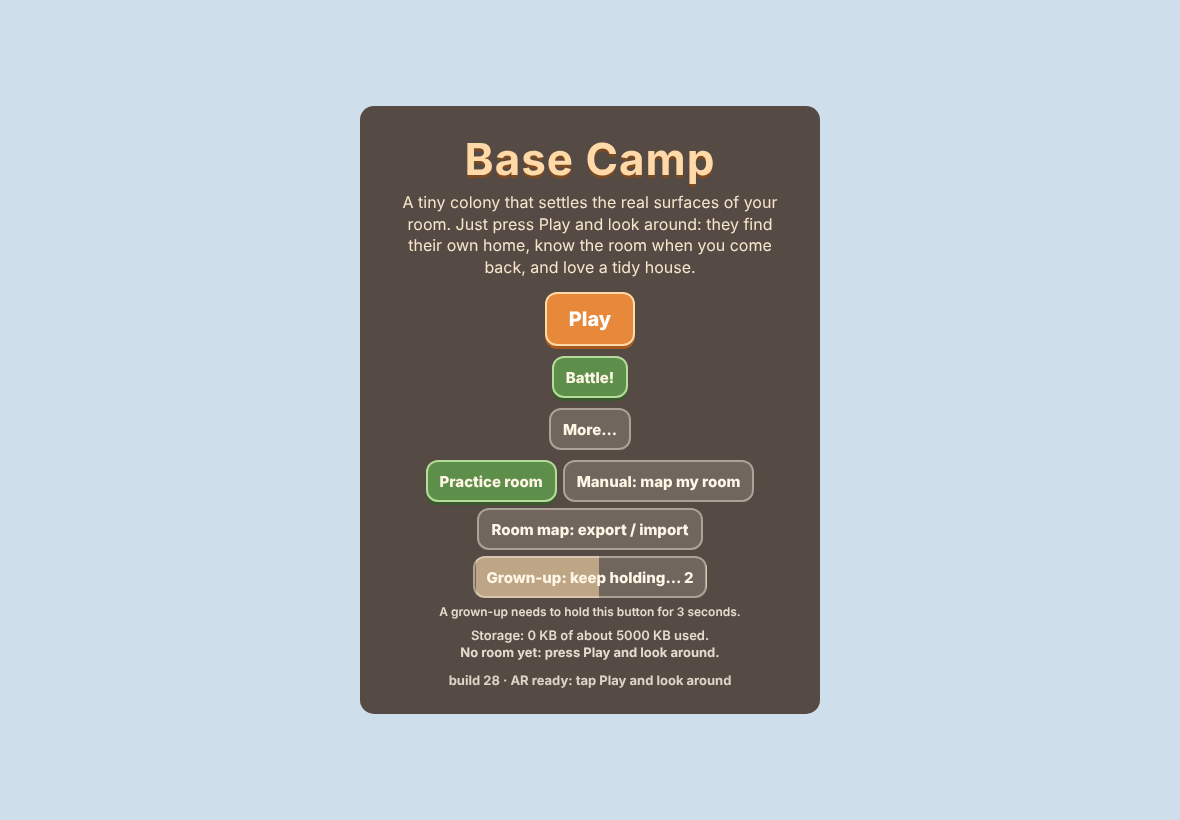 Base Camp
A tiny colony that settles the real surfaces of your
room. Just press Play and look around: they find
their own home, know the room when you come
back, and love a tidy house.
Play
Battle!
More...
Practice room
Manual: map my room
Room map: export / import
Grown-up: keep holding... 2
A grown-up needs to hold this button for 3 seconds.
Storage: 0 KB of about 5000 KB used.
No room yet: press Play and look around.
build 28 · AR ready: tap Play and look around